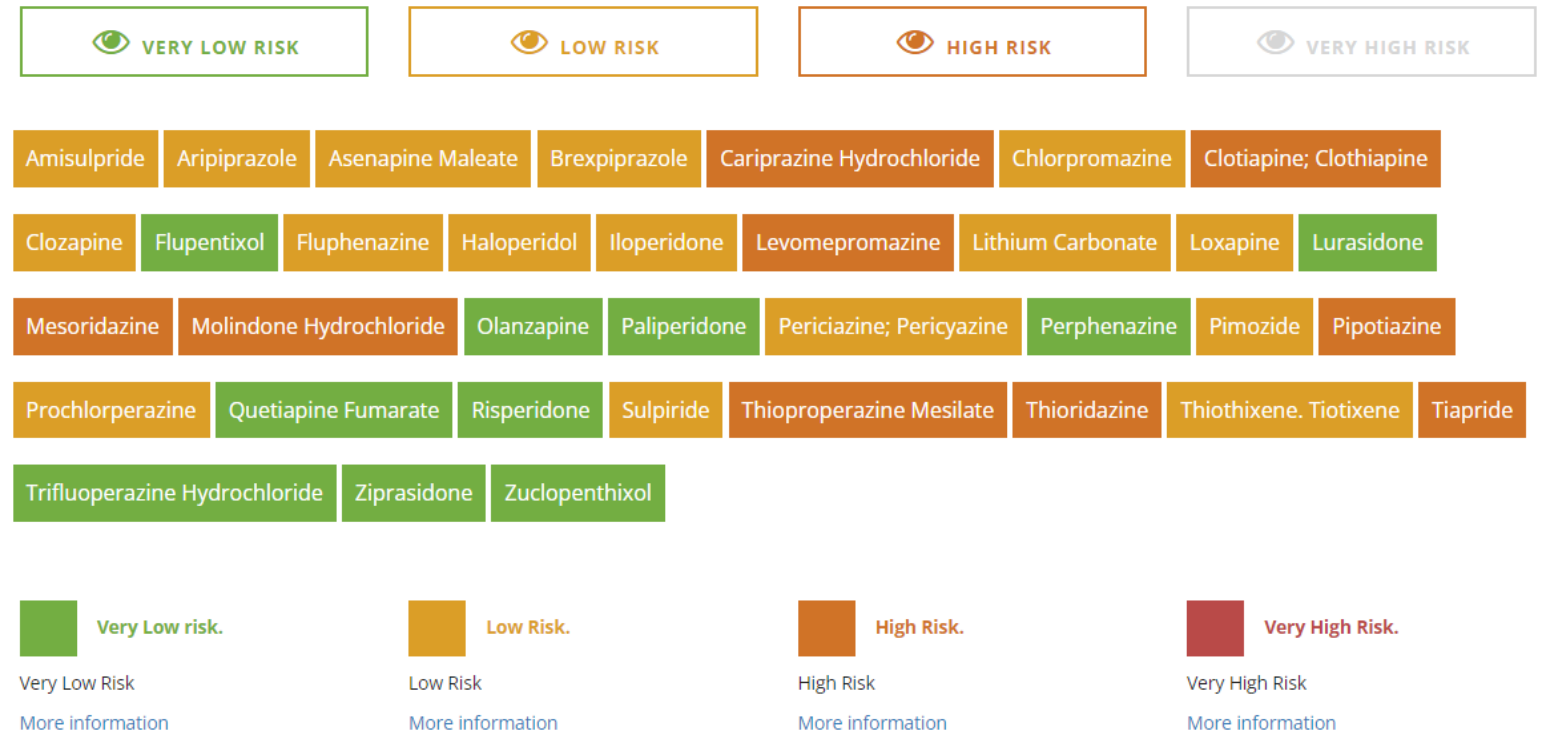 VERY LOW RISK LOW RISK HIGH RISK VERY HIGH RISK
Amisulpride Aripiprazole Asenapine Maleate Brexpiprazole Cariprazine Hydrochloride Chlorpromazine Clotiapine; Clothiapine
Clozapine Flupentixol Fluphenazine Haloperidol Iloperidone Levomepromazine Lithium Carbonate Loxapine Lurasidone
Mesoridazine Molindone Hydrochloride Olanzapine Paliperidone Periciazine; Pericyazine Perphenazine Pimozide Pipotiazine
Prochlorperazine Quetiapine Fumarate Risperidone Sulpiride Thioproperazine Mesilate Thioridazine Thiothixene. Tiotixene Tiapride
Trifluoperazine Hydrochloride Ziprasidone Zuclopenthixol
Very Low risk. Low Risk. High Risk. Very High Risk.
Very Low Risk Low Risk High Risk Very High Risk
More information More information More information More information